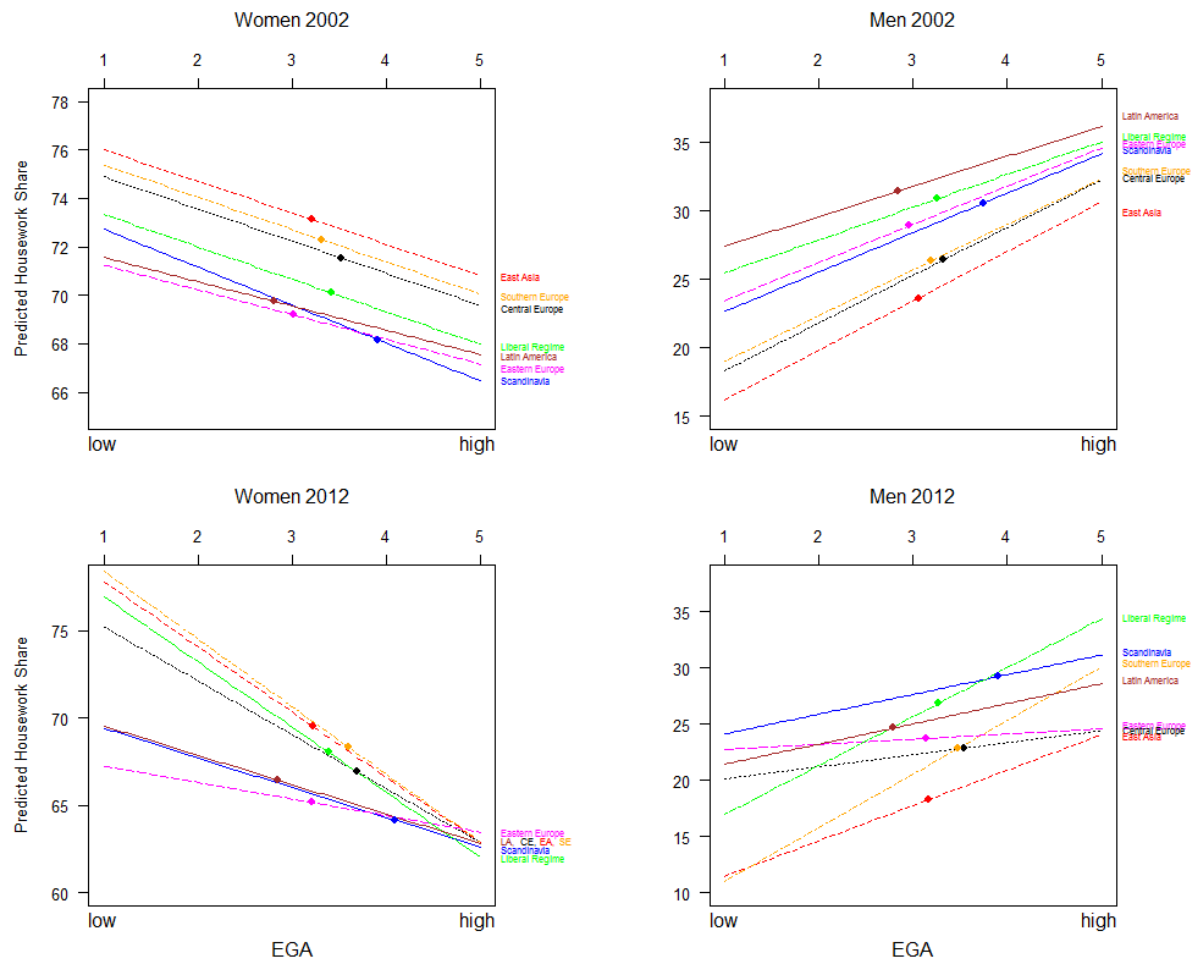 Women 2002
1 2 3 4 5
Predicted Housework Share
78
76
74
72
70
68
66
East Asia
Southern Europe
Central Europe
Liberal Regime
Latin America
Eastern Europe
Scandinavia
low high
Men 2002
1 2 3 4 5
35
30
25
20
15
Latin America
Liberal Regime
Eastern Europe
Scandinavia
Southern Europe
Central Europe
East Asia
low high
Women 2012
1 2 3 4 5
Predicted Housework Share
75
70
65
60
Eastern Europe
LA, CE, EA, SE
Scandinavia
Liberal Regime
low high
EGA
Men 2012
1 2 3 4 5
35
30
25
20
15
10
Liberal Regime
Scandinavia
Southern Europe
Latin America
Eastern Europe
Central Europe
East Asia
low high
EGA